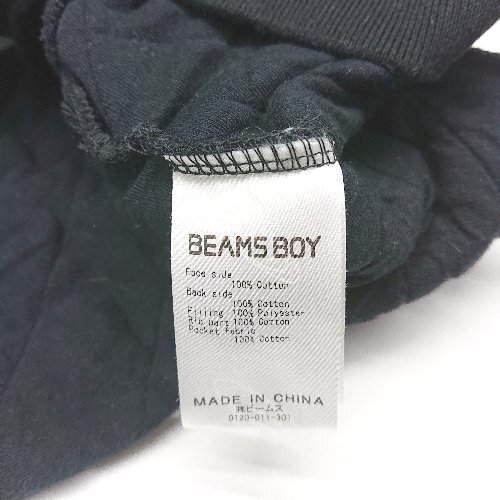 BEAMS BOY
Face side
100% Cotton
Back side
100% Cotton
Filling 100% Polyester
Rib part 100% Cotton
Pocket fabric
100% Cotton
MADE IN CHINA
㈱ビームス
0120-011-301